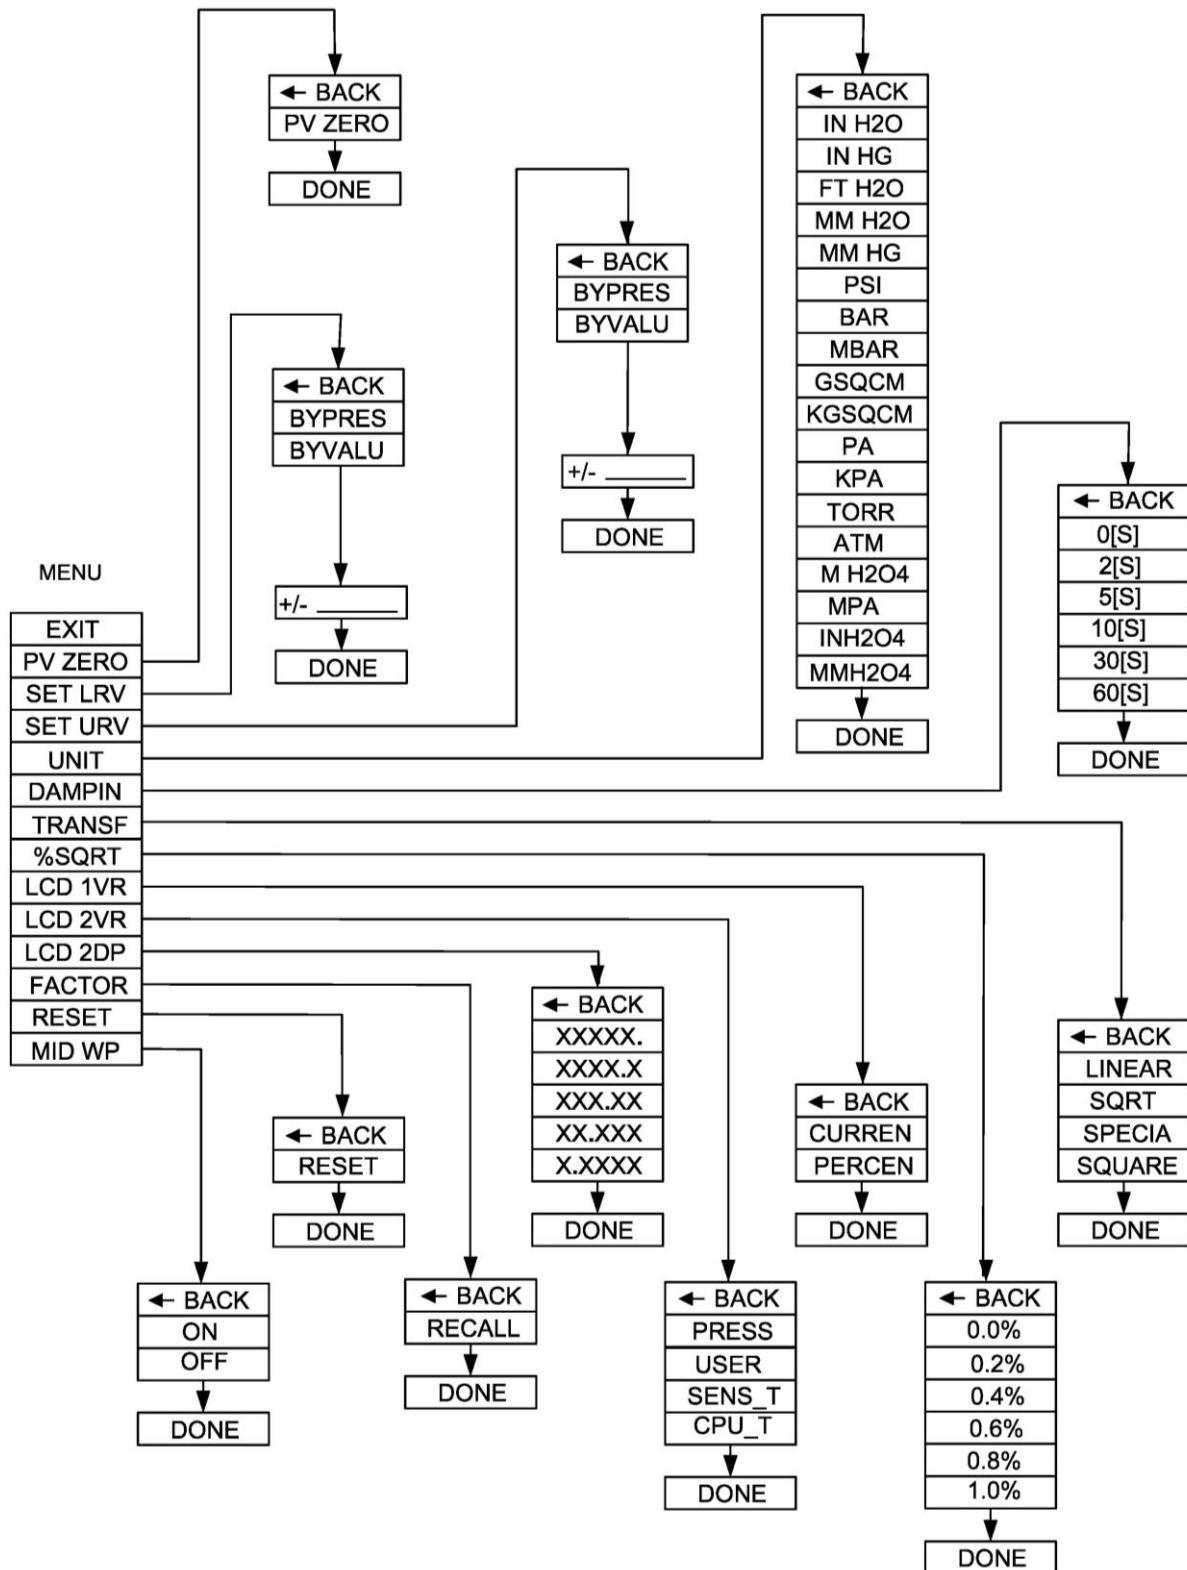 ← BACK
PV ZERO
DONE
← BACK
IN H2O
IN HG
FT H2O
MM H2O
MM HG
PSI
BAR
MBAR
GSQCM
KGSQCM
PA
KPA
TORR
ATM
M H2O4
MPA
INH2O4
MMH2O4
DONE
← BACK
BYPRES
BYVALU
+/- ______
DONE
← BACK
BYPRES
BYVALU
+/- ______
DONE
← BACK
0[S]
2[S]
5[S]
10[S]
30[S]
60[S]
DONE
MENU
EXIT
PV ZERO
SET LRV
SET URV
UNIT
DAMPIN
TRANSF
%SQRT
LCD 1VR
LCD 2VR
LCD 2DP
FACTOR
RESET
MID WP
← BACK
XXXXX.
XXXX.X
XXX.XX
XX.XXX
X.XXXX
DONE
← BACK
LINEAR
SQRT
SPECIA
SQUARE
DONE
← BACK
CURREN
PERCEN
DONE
← BACK
RESET
DONE
← BACK
ON
OFF
DONE
← BACK
RECALL
DONE
← BACK
PRESS
USER
SENS_T
CPU_T
DONE
← BACK
0.0%
0.2%
0.4%
0.6%
0.8%
1.0%
DONE